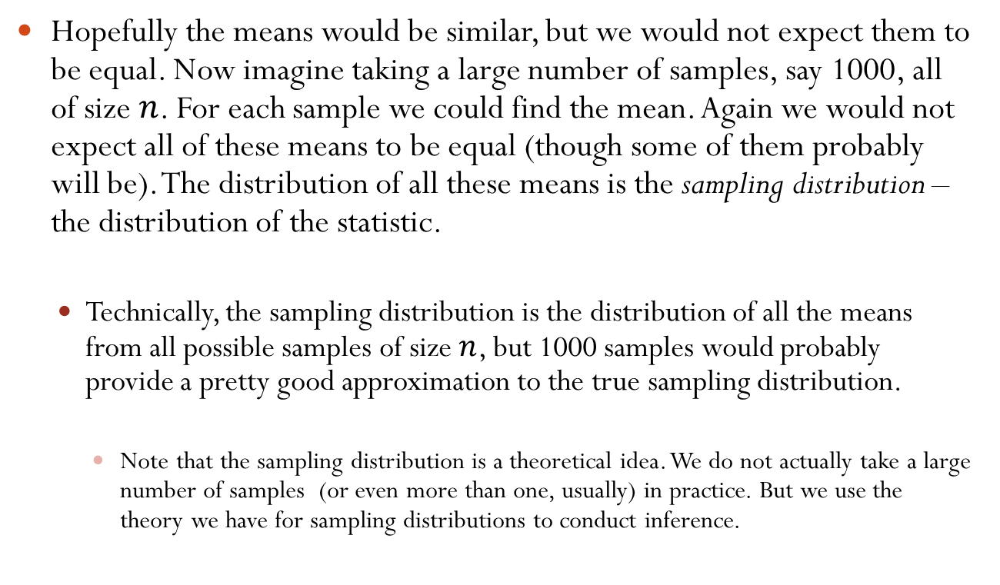 • Hopefully the means would be similar, but we would not expect them to
be equal. Now imagine taking a large number of samples, say 1000, all
of size n. For each sample we could find the mean. Again we would not
expect all of these means to be equal (though some of them probably
will be). The distribution of all these means is the sampling distribution –
the distribution of the statistic.
• Technically, the sampling distribution is the distribution of all the means
from all possible samples of size n, but 1000 samples would probably
provide a pretty good approximation to the true sampling distribution.
• Note that the sampling distribution is a theoretical idea. We do not actually take a large
number of samples (or even more than one, usually) in practice. But we use the
theory we have for sampling distributions to conduct inference.